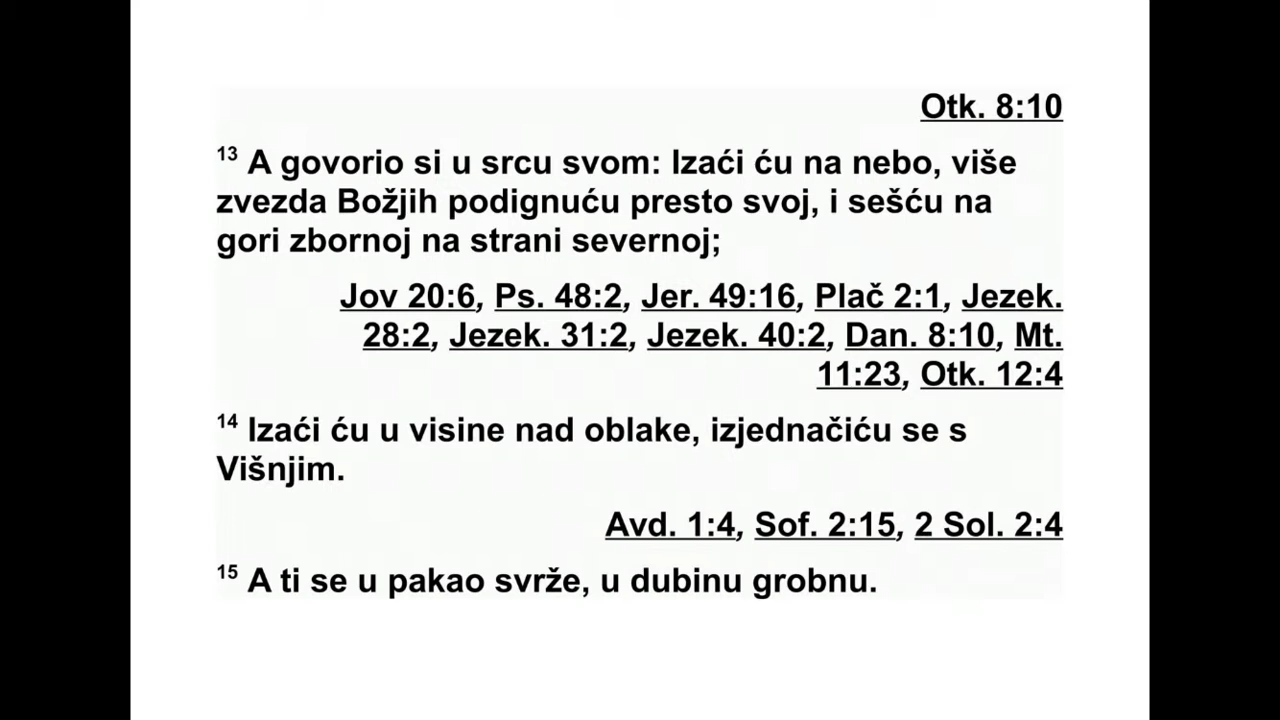 Otk. 8:10
13 A govorio si u srcu svom: Izaći ću na nebo, više
zvezda Božjih podignuću presto svoj, i sešću na
gori zbornoj na strani severnoj;
Jov 20:6, Ps. 48:2, Jer. 49:16, Plač 2:1, Jezek.
28:2, Jezek. 31:2, Jezek. 40:2, Dan. 8:10, Mt.
11:23, Otk. 12:4
14 Izaći ću u visine nad oblake, izjednačiću se s
Višnjim.
Avd. 1:4, Sof. 2:15, 2 Sol. 2:4
15 A ti se u pakao svrže, u dubinu grobnu.